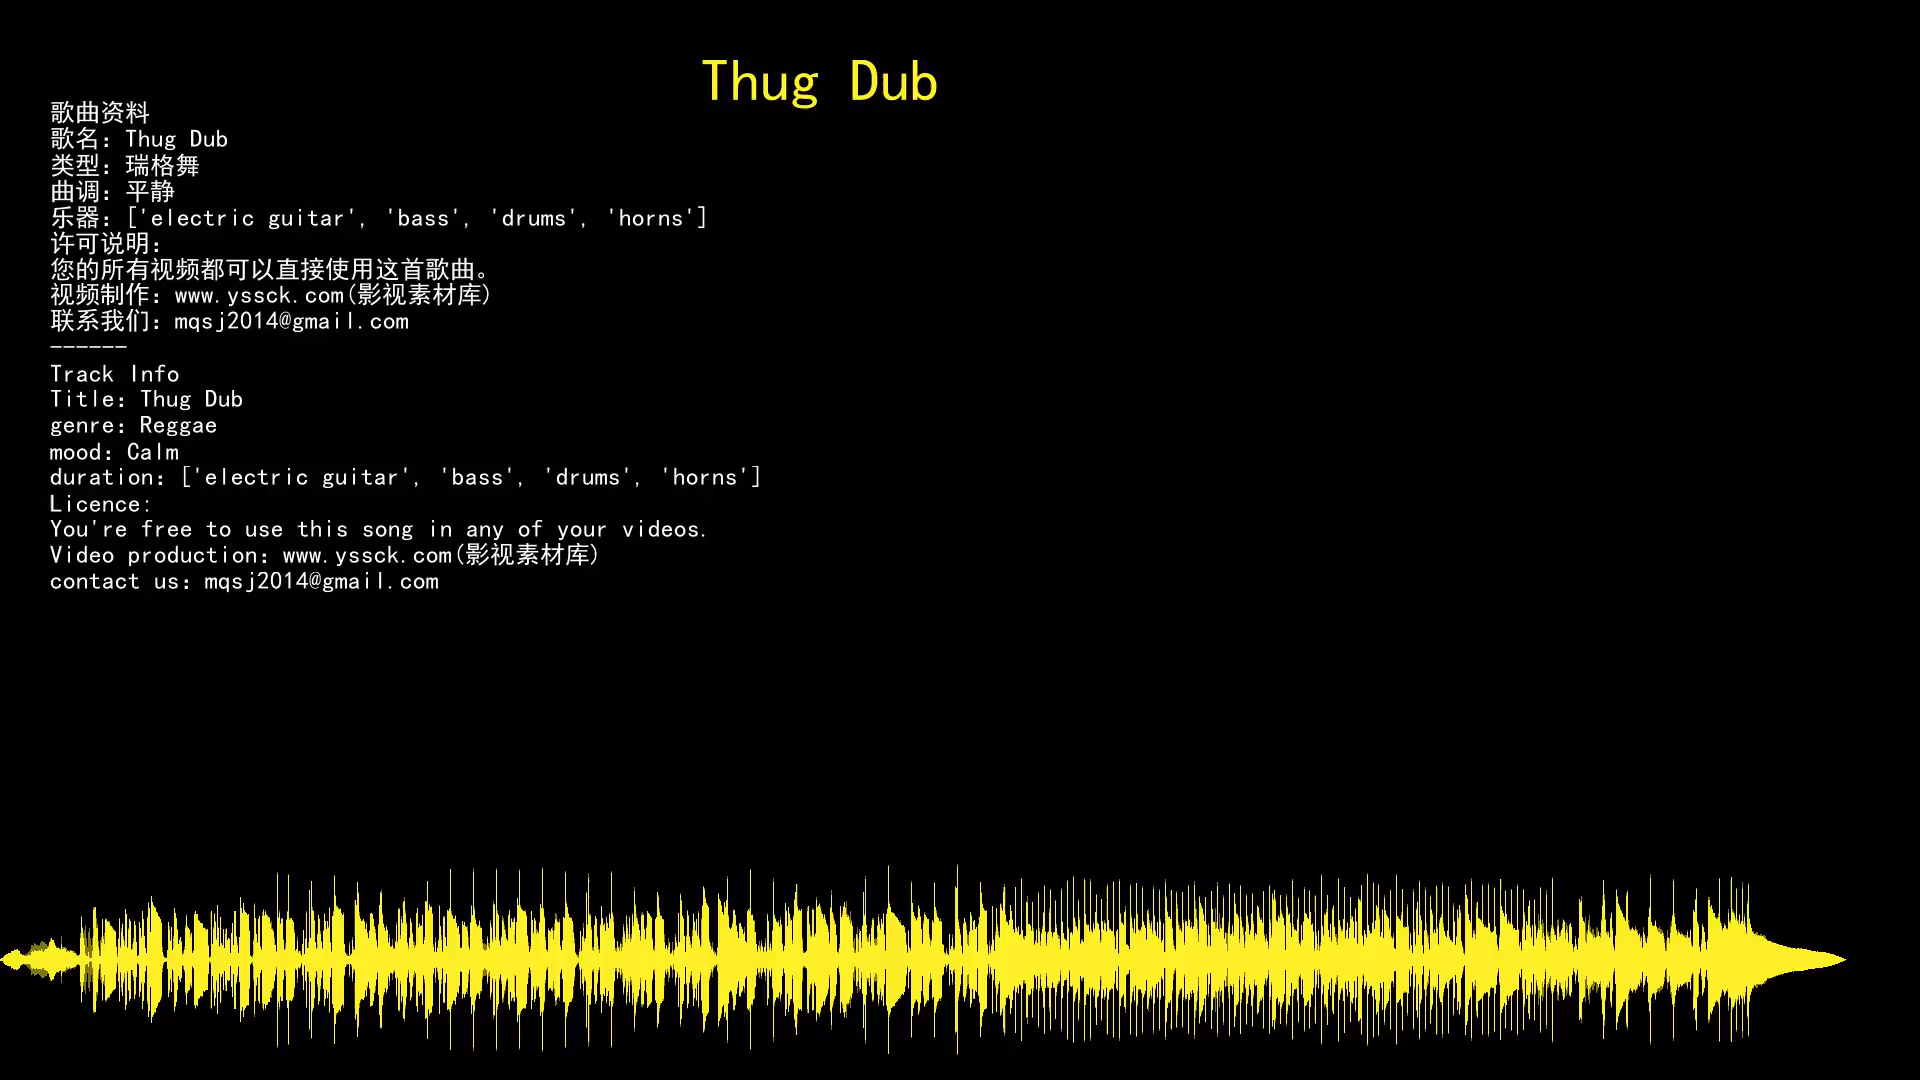 Thug Dub
歌曲资料
歌名：Thug Dub
类型：瑞格舞
曲调：平静
乐器：['electric guitar', 'bass', 'drums', 'horns']
许可说明：
您的所有视频都可以直接使用这首歌曲。
视频制作：www.yssck.com(影视素材库)
联系我们：mqsj2014@gmail.com
------
Track Info
Title：Thug Dub
genre：Reggae
mood：Calm
duration：['electric guitar', 'bass', 'drums', 'horns']
Licence:
You're free to use this song in any of your videos.
Video production：www.yssck.com(影视素材库)
contact us：mqsj2014@gmail.com